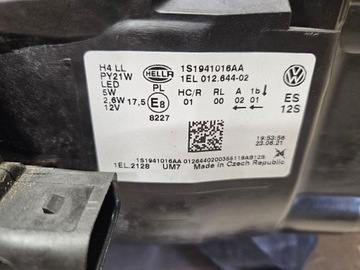 H4 LL
PY21W
LED
5W
2,6W 17,5
12V
HELLA
PL
E8
8227
1S1941016AA
1EL 012.644-02
HC/R RL A 1b↓
01 00 02 01
ES
12S
19:53:56
23.06.21
1S1941016AA 01264402003551 18AB12S
1EL.2128 UM7 Made in Czech Republic